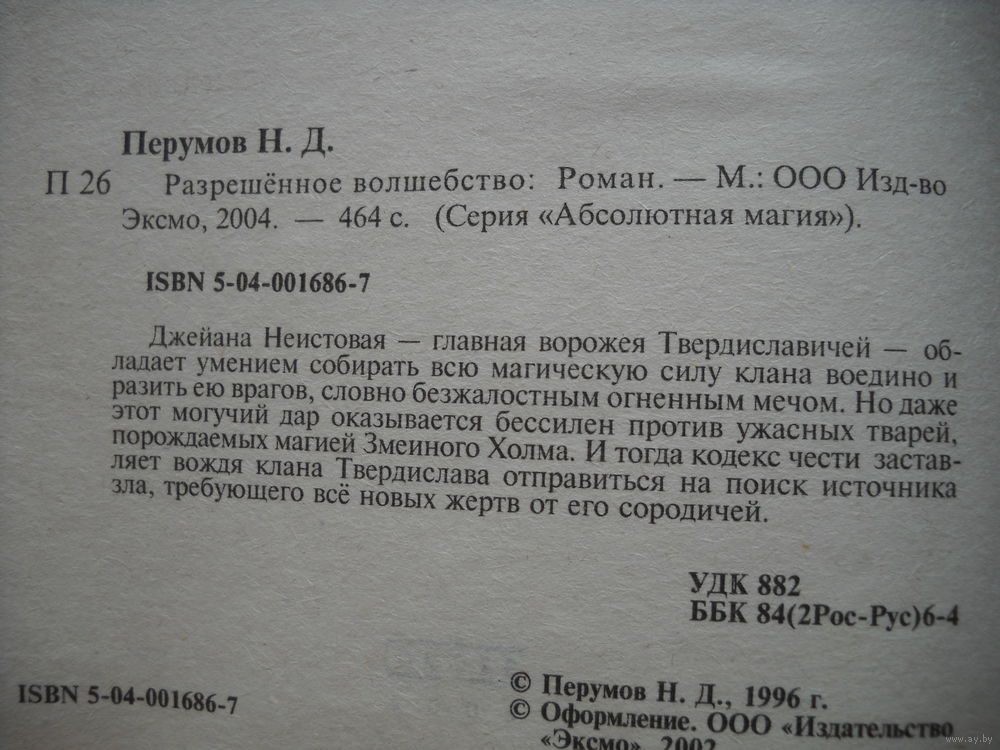 Перумов Н. Д.
П 26 Разрешённое волшебство: Роман. — М.: ООО Изд-во
Эксмо, 2004. — 464 с. (Серия «Абсолютная магия»).
ISBN 5-04-001686-7
Джейана Неистовая — главная ворожея Твердиславичей — об-
ладает умением собирать всю магическую силу клана воедино и
разить ею врагов, словно безжалостным огненным мечом. Но даже
этот могучий дар оказывается бессилен против ужасных тварей,
порождаемых магией Змеиного Холма. И тогда кодекс чести застав-
ляет вождя клана Твердислава отправиться на поиск источника
зла, требующего всё новых жертв от его сородичей.
УДК 882
ББК 84(2Рос-Рус)6-4
ISBN 5-04-001686-7
© Перумов Н. Д., 1996 г.
© Оформление. ООО «Издательство
«Эксмо», 2002
www.ay.by